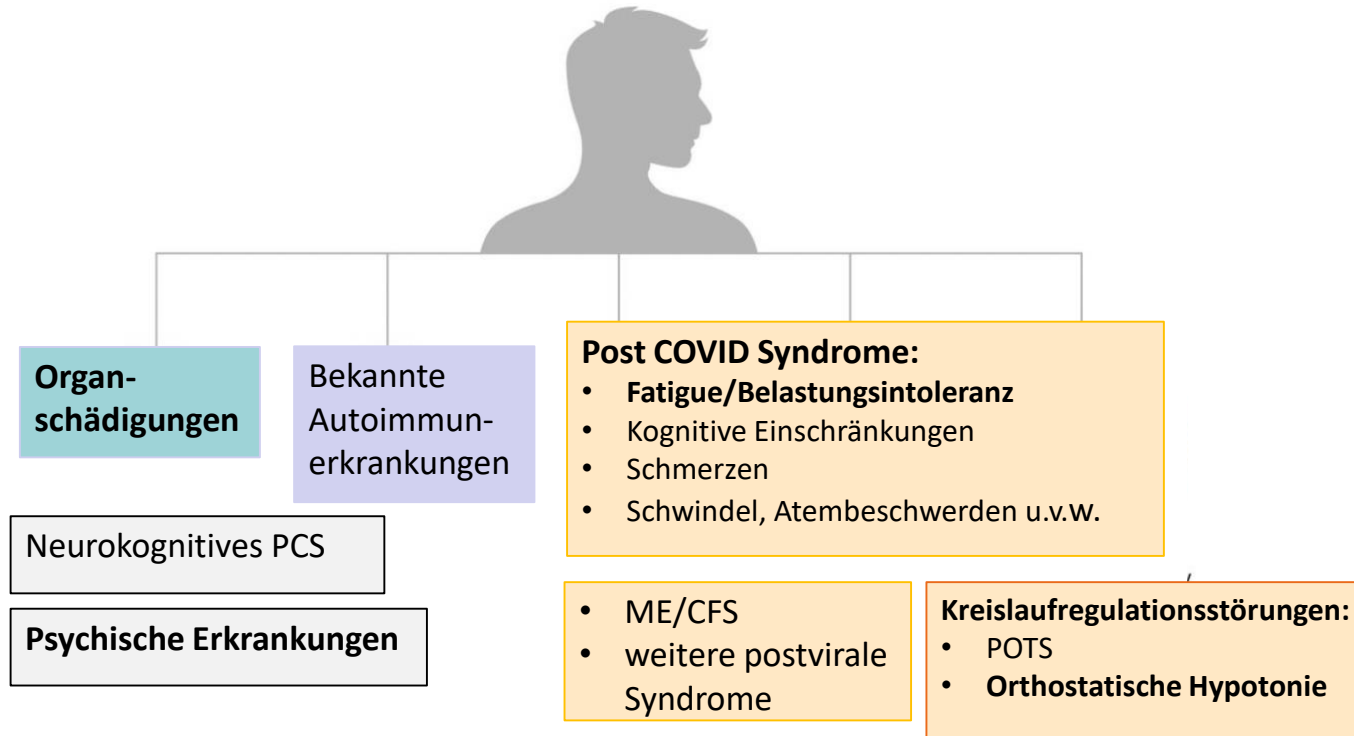 Organ-
schädigungen
Bekannte
Autoimmun-
erkrankungen
Post COVID Syndrome:
• Fatigue/Belastungsintoleranz
• Kognitive Einschränkungen
• Schmerzen
• Schwindel, Atembeschwerden u.v.w.
Neurokognitives PCS
Psychische Erkrankungen
• ME/CFS
• weitere postvirale
Syndrome
Kreislaufregulationsstörungen:
• POTS
• Orthostatische Hypotonie